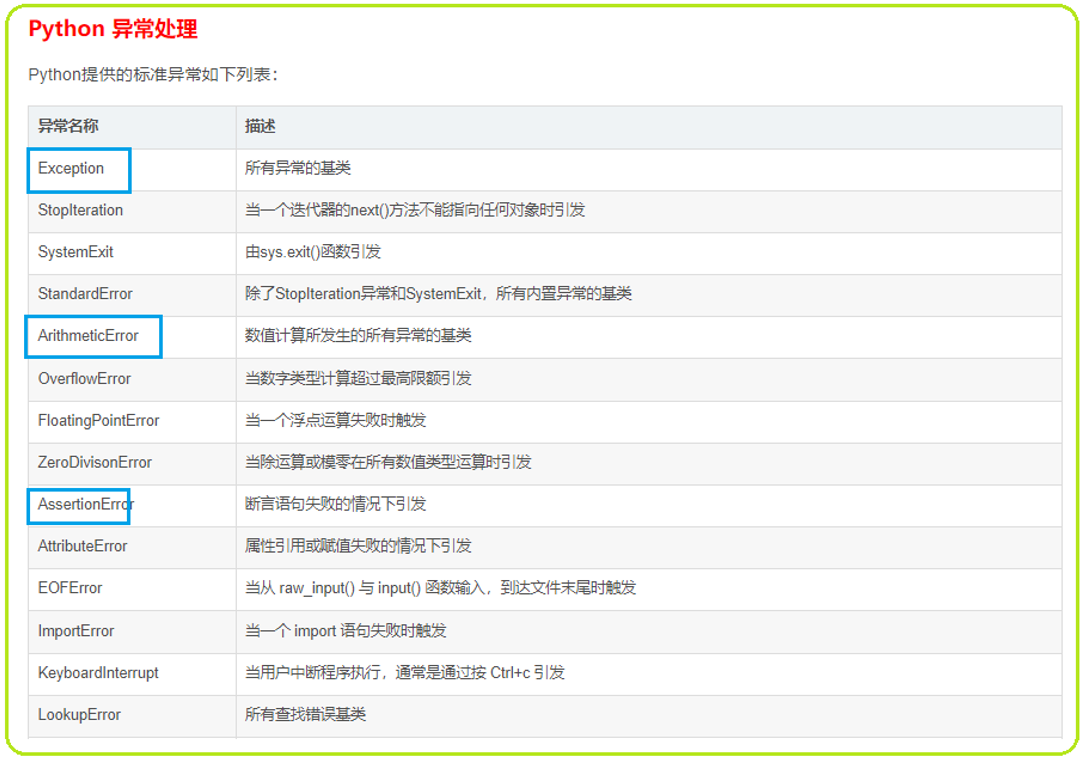 Python 异常处理
Python提供的标准异常如下列表：
异常名称 描述
Exception 所有异常的基类
StopIteration 当一个迭代器的next()方法不能指向任何对象时引发
SystemExit 由sys.exit()函数引发
StandardError 除了StopIteration异常和SystemExit，所有内置异常的基类
ArithmeticError 数值计算所发生的所有异常的基类
OverflowError 当数字类型计算超过最高限额引发
FloatingPointError 当一个浮点运算失败时触发
ZeroDivisonError 当除运算或模零在所有数值类型运算时引发
AssertionError 断言语句失败的情况下引发
AttributeError 属性引用或赋值失败的情况下引发
EOFError 当从 raw_input() 与 input() 函数输入，到达文件末尾时触发
ImportError 当一个 import 语句失败时触发
KeyboardInterrupt 当用户中断程序执行，通常是通过按 Ctrl+c 引发
LookupError 所有查找错误基类